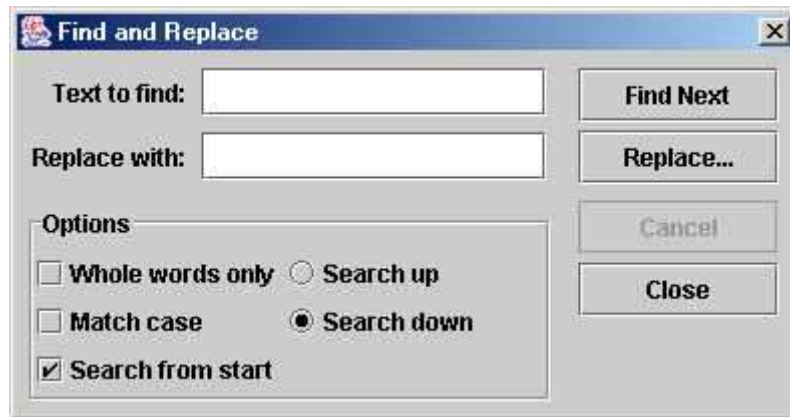 Find and Replace
Text to find:
Find Next
Replace with:
Replace...
Options
Cancel
Whole words only
Search up
Close
Match case
Search down
Search from start